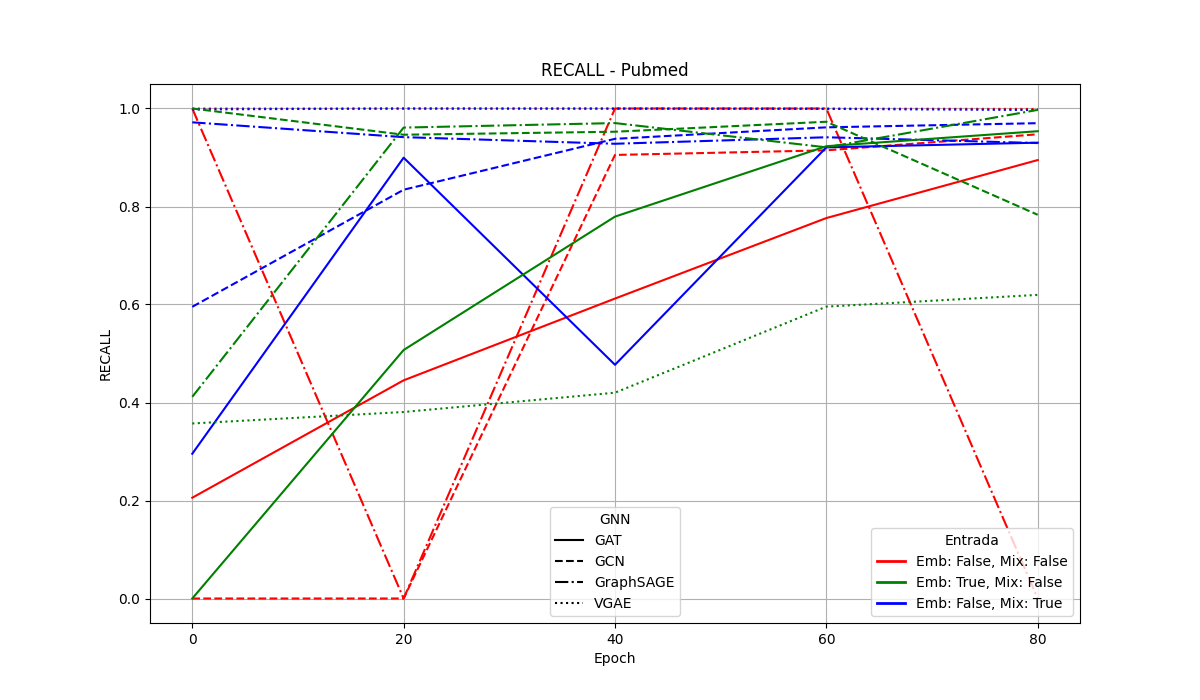 RECALL - Pubmed
1.0
0.8
0.6
0.4
0.2
0.0
RECALL
0
20
40
60
80
Epoch
GNN
GAT
GCN
GraphSAGE
VGAE
Entrada
Emb: False, Mix: False
Emb: True, Mix: False
Emb: False, Mix: True